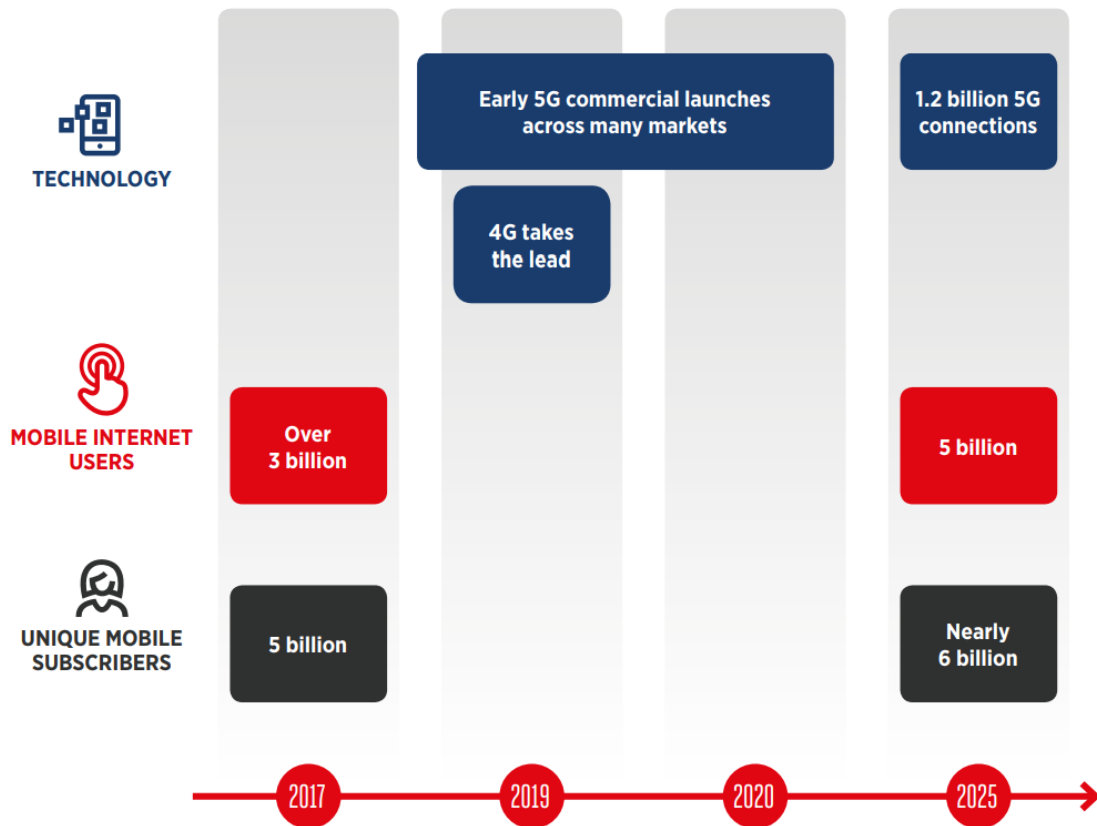 Early 5G commercial launches
across many markets
1.2 billion 5G
connections
TECHNOLOGY
4G takes
the lead
MOBILE INTERNET
USERS
Over
3 billion
5 billion
UNIQUE MOBILE
SUBSCRIBERS
5 billion
Nearly
6 billion
2017
2019
2020
2025